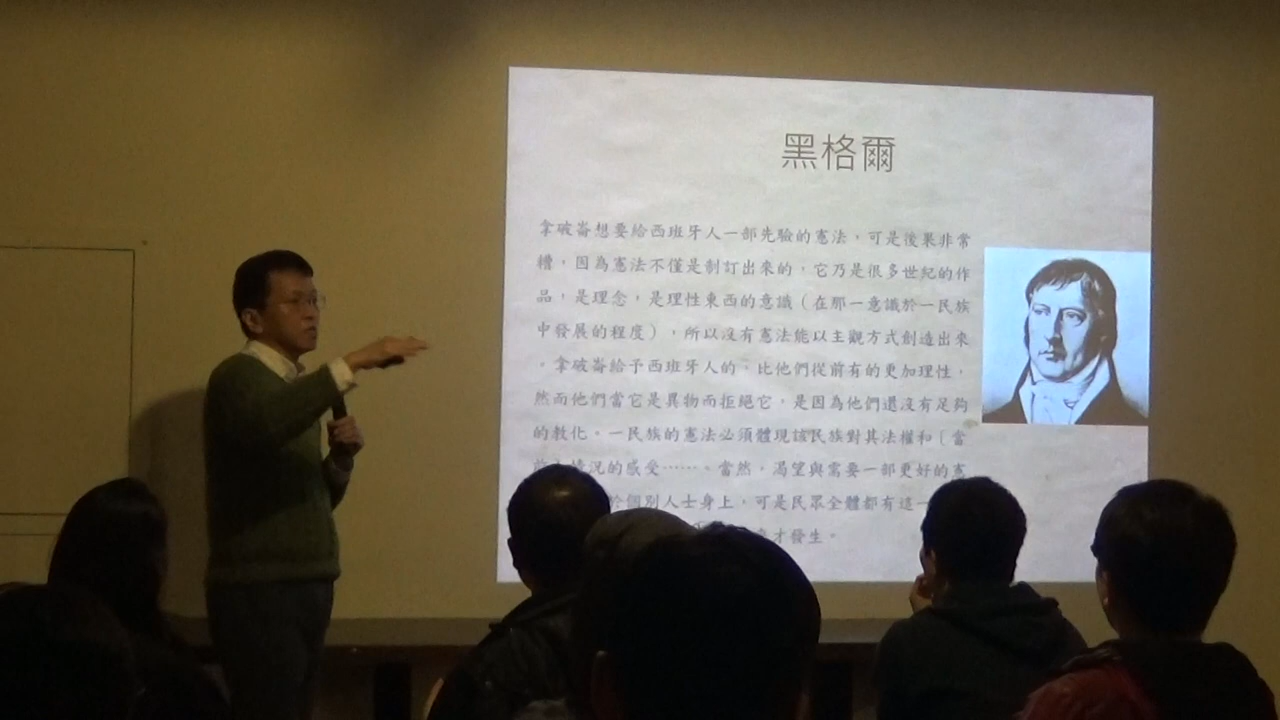 黑格爾
拿破崙想要給西班牙人一部先驗的憲法，可是後果非常
糟，因為憲法不僅是制訂出來的，它乃是很多世紀的作
品，是理念，是理性東西的意識（在那一意識於一民族
中發展的程度），所以沒有憲法能以主觀方式創造出來
。拿破崙給予西班牙人的，比他們從前有的更加理性，
然而他們當它是異物而拒絕它，是因為他們還沒有足夠
的教化。一民族的憲法必須體現該民族對其法權和〔當
情況的感受……。當然，渴望與需要一部更好的憲
於個別人士身上，可是民眾全體都有這一
才發生。